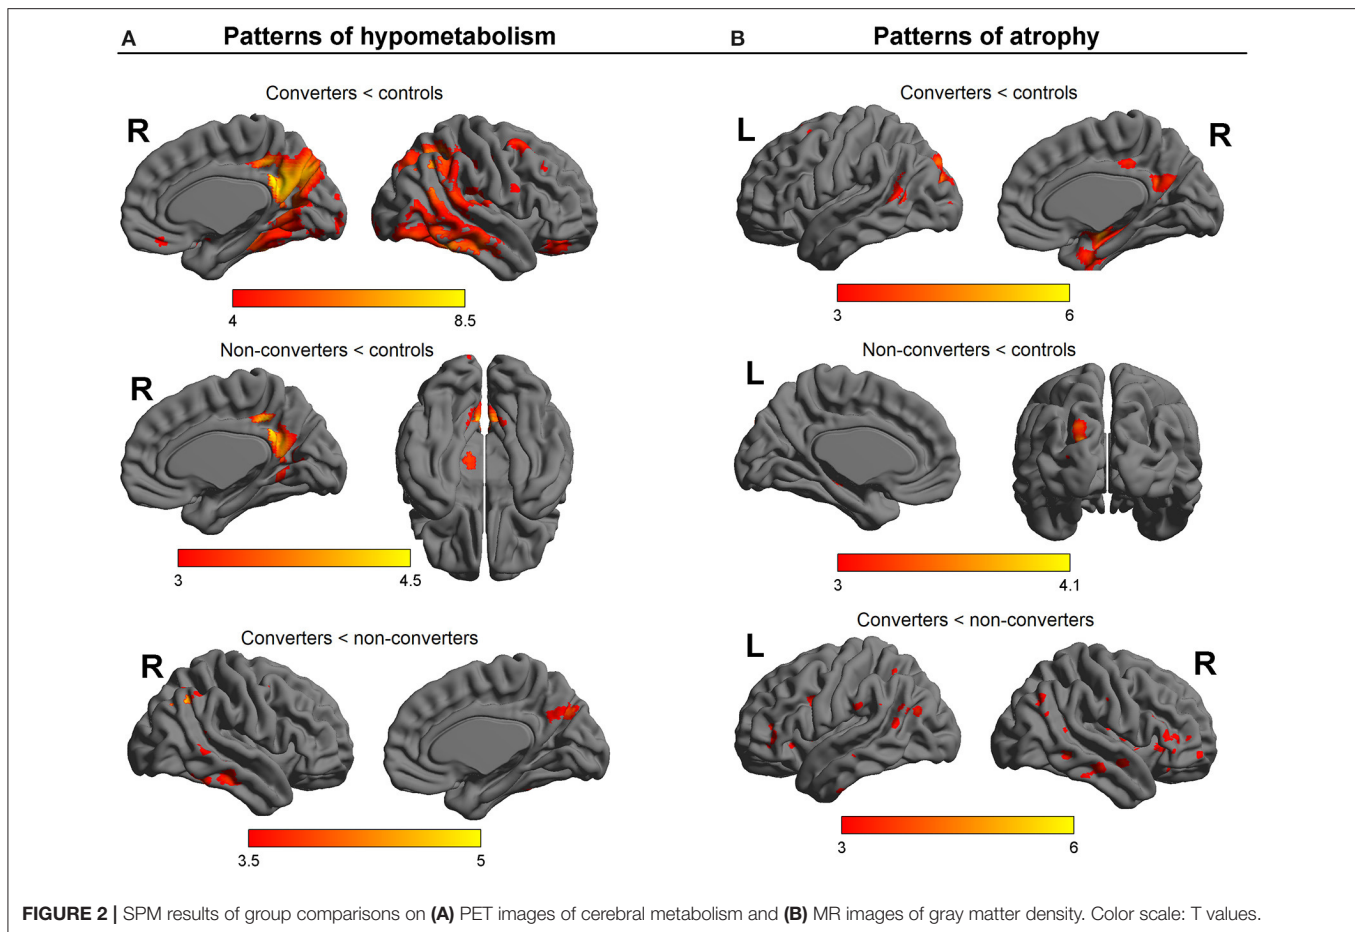 A Patterns of hypometabolism
B Patterns of atrophy
Converters < controls
R
4 8.5
Non-converters < controls
R
3 4.5
Converters < non-converters
R
3.5 5
Converters < controls
L R
3 6
Non-converters < controls
L
3 4.1
Converters < non-converters
L R
3 6
FIGURE 2 | SPM results of group comparisons on (A) PET images of cerebral metabolism and (B) MR images of gray matter density. Color scale: T values.